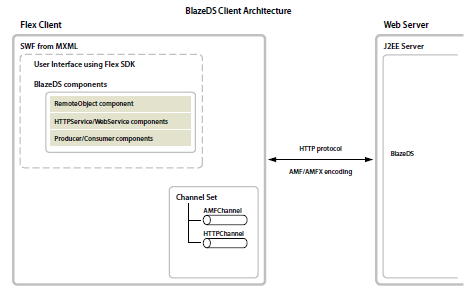 BlazeDS Client Architecture
Flex Client
Web Server
SWF from MXML
J2EE Server
User Interface using Flex SDK
BlazeDS components
RemoteObject component
HTTPService/WebService components
Producer/Consumer components
HTTP protocol
BlazeDS
AMF/AMFX encoding
Channel Set
AMFChannel
HTTPChannel